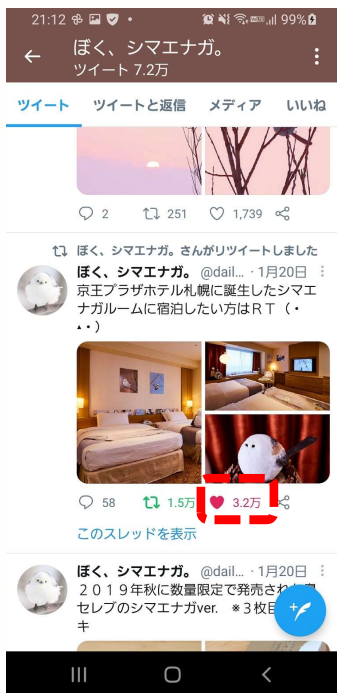 21:12 99%
ぼく、シマエナガ。
ツイート 7.2万
ツイート ツイートと返信 メディア いいね
2 251 1,739
ぼく、シマエナガ。さんがリツイートしました
ぼく、シマエナガ。 @dail... · 1月20日
京王プラザホテル札幌に誕生したシマエ
ナガルームに宿泊したい方はＲＴ（・
▴・）
58 1.5万 3.2万
このスレッドを表示
ぼく、シマエナガ。 @dail... · 1月20日
２０１９年秋に数量限定で発売され
セレブのシマエナガver. ＊３枚目
キ